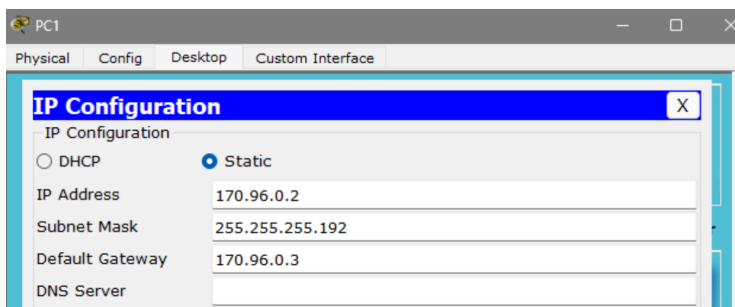 PC1
Physical Config Desktop Custom Interface
IP Configuration X
IP Configuration
DHCP Static
IP Address 170.96.0.2
Subnet Mask 255.255.255.192
Default Gateway 170.96.0.3
DNS Server